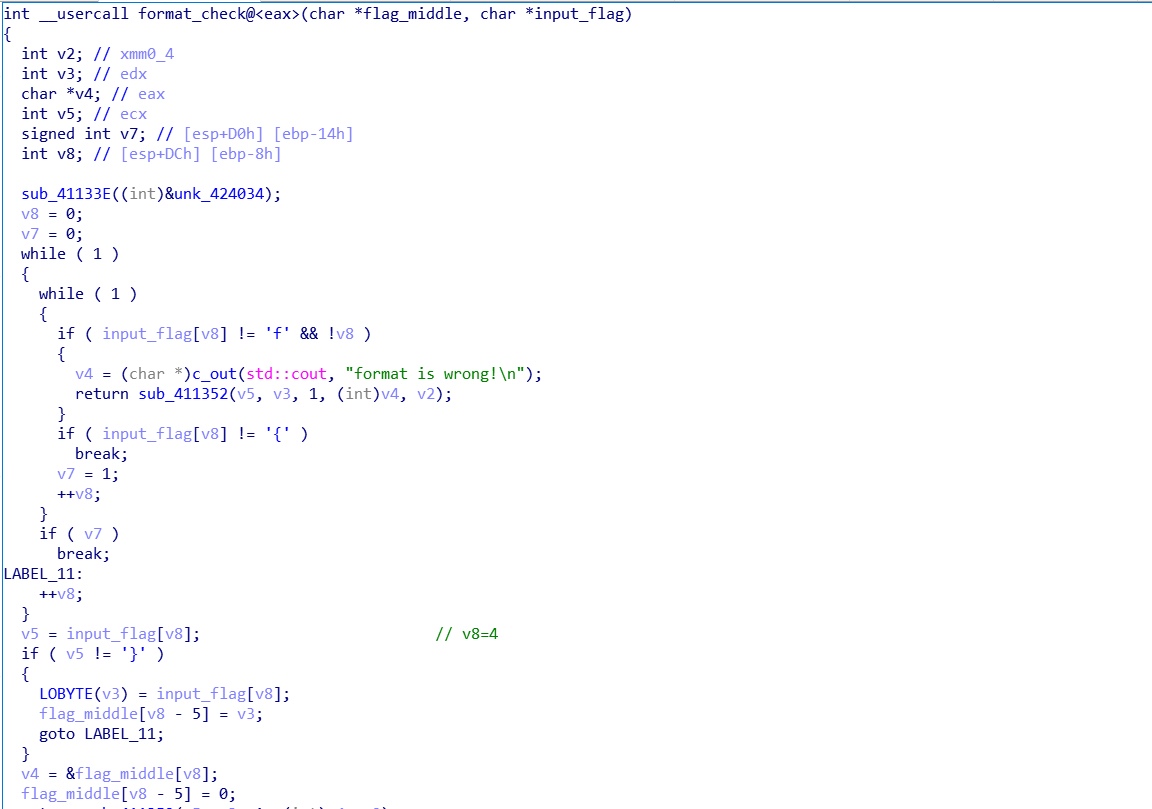 int __usercall format_check@<eax>(char *flag_middle, char *input_flag)
{
  int v2; // xmm0_4
  int v3; // edx
  char *v4; // eax
  int v5; // ecx
  signed int v7; // [esp+D0h] [ebp-14h]
  int v8; // [esp+DCh] [ebp-8h]

  sub_41133E((int)&unk_424034);
  v8 = 0;
  v7 = 0;
  while ( 1 )
  {
    while ( 1 )
    {
      if ( input_flag[v8] != 'f' && !v8 )
      {
        v4 = (char *)c_out(std::cout, "format is wrong!\n");
        return sub_411352(v5, v3, 1, (int)v4, v2);
      }
      if ( input_flag[v8] != '{' )
        break;
      v7 = 1;
      ++v8;
    }
    if ( v7 )
      break;
LABEL_11:
    ++v8;
  }
  v5 = input_flag[v8];                          // v8=4
  if ( v5 != '}' )
  {
    LOBYTE(v3) = input_flag[v8];
    flag_middle[v8 - 5] = v3;
    goto LABEL_11;
  }
  v4 = &flag_middle[v8];
  flag_middle[v8 - 5] = 0;